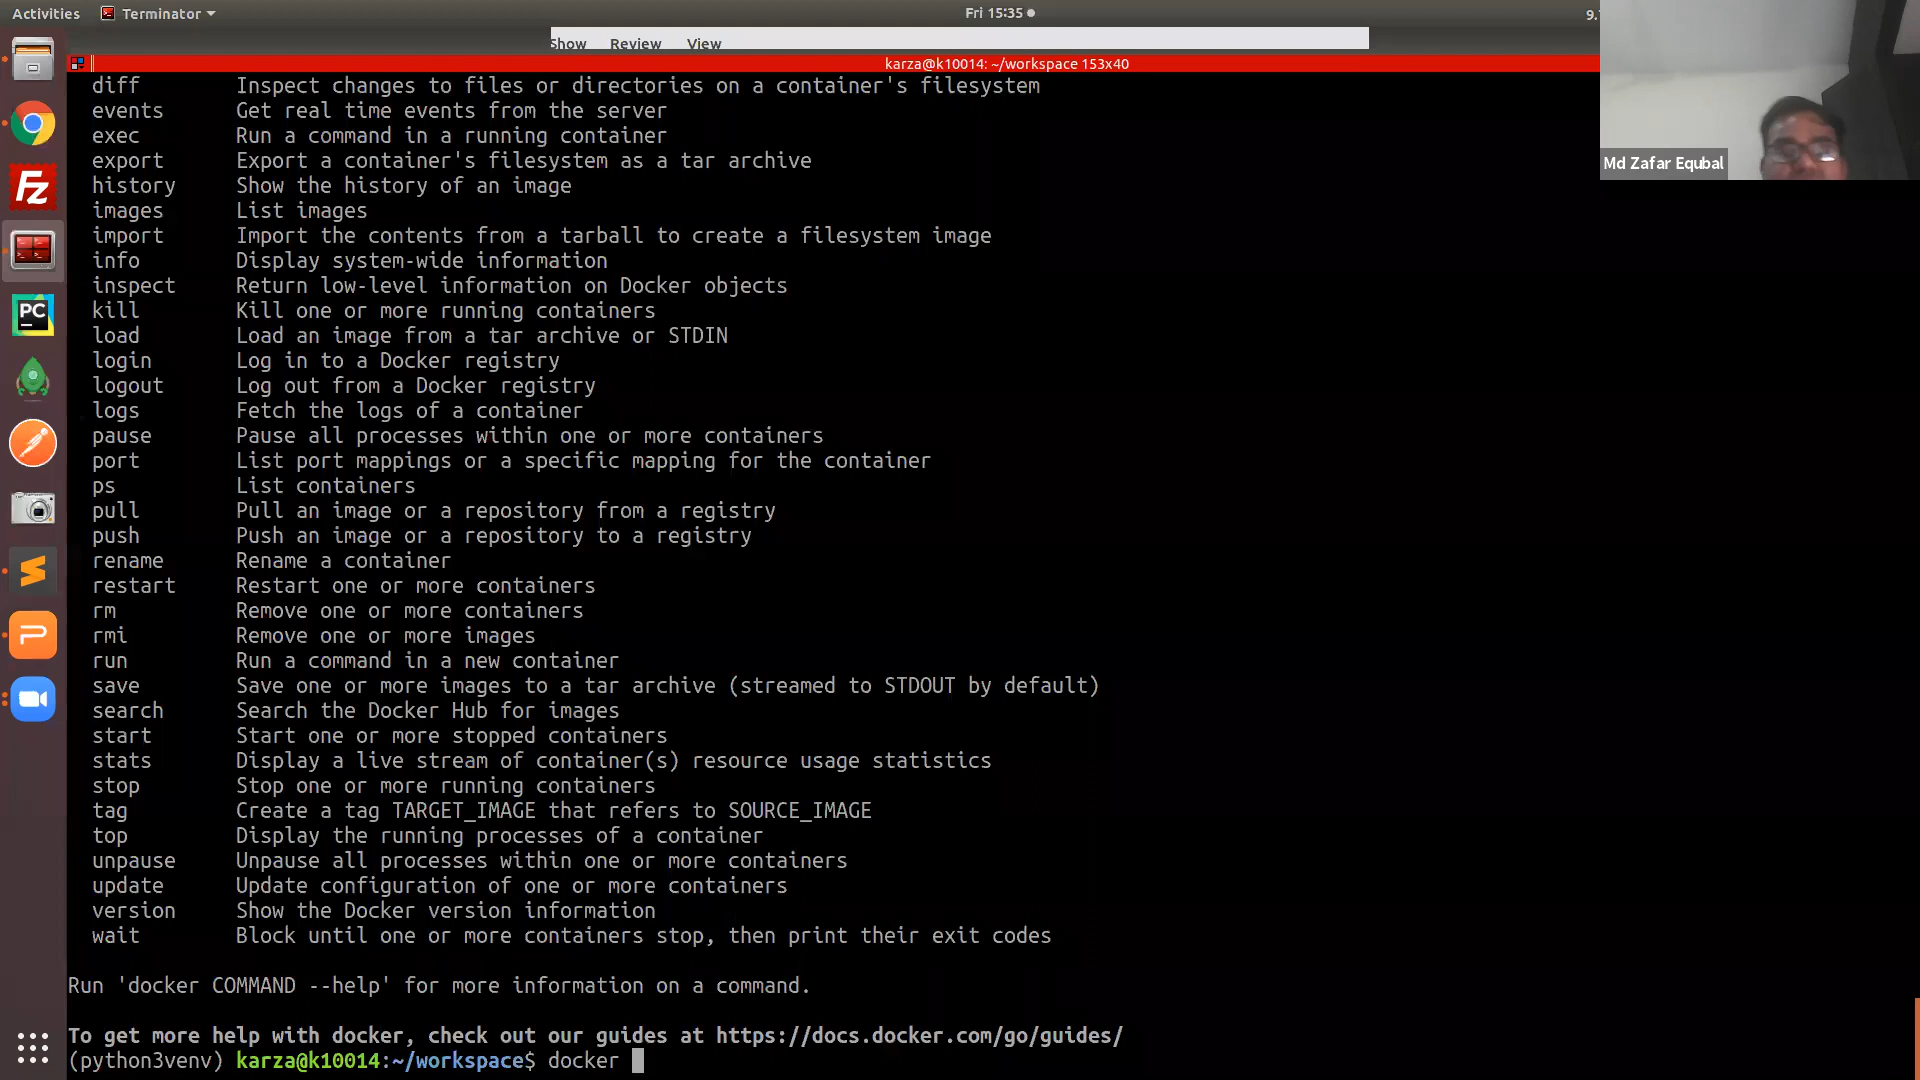 Activities Terminator Fri 15:35 9.
Show Review View
karza@k10014: ~/workspace 153x40
diff Inspect changes to files or directories on a container's filesystem
events Get real time events from the server
exec Run a command in a running container
export Export a container's filesystem as a tar archive
history Show the history of an image
images List images
import Import the contents from a tarball to create a filesystem image
info Display system-wide information
inspect Return low-level information on Docker objects
kill Kill one or more running containers
load Load an image from a tar archive or STDIN
login Log in to a Docker registry
logout Log out from a Docker registry
logs Fetch the logs of a container
pause Pause all processes within one or more containers
port List port mappings or a specific mapping for the container
ps List containers
pull Pull an image or a repository from a registry
push Push an image or a repository to a registry
rename Rename a container
restart Restart one or more containers
rm Remove one or more containers
rmi Remove one or more images
run Run a command in a new container
save Save one or more images to a tar archive (streamed to STDOUT by default)
search Search the Docker Hub for images
start Start one or more stopped containers
stats Display a live stream of container(s) resource usage statistics
stop Stop one or more running containers
tag Create a tag TARGET_IMAGE that refers to SOURCE_IMAGE
top Display the running processes of a container
unpause Unpause all processes within one or more containers
update Update configuration of one or more containers
version Show the Docker version information
wait Block until one or more containers stop, then print their exit codes
Run 'docker COMMAND --help' for more information on a command.
To get more help with docker, check out our guides at https://docs.docker.com/go/guides/
(python3venv) karza@k10014:~/workspace$ docker
Md Zafar Equbal
Fz
PC